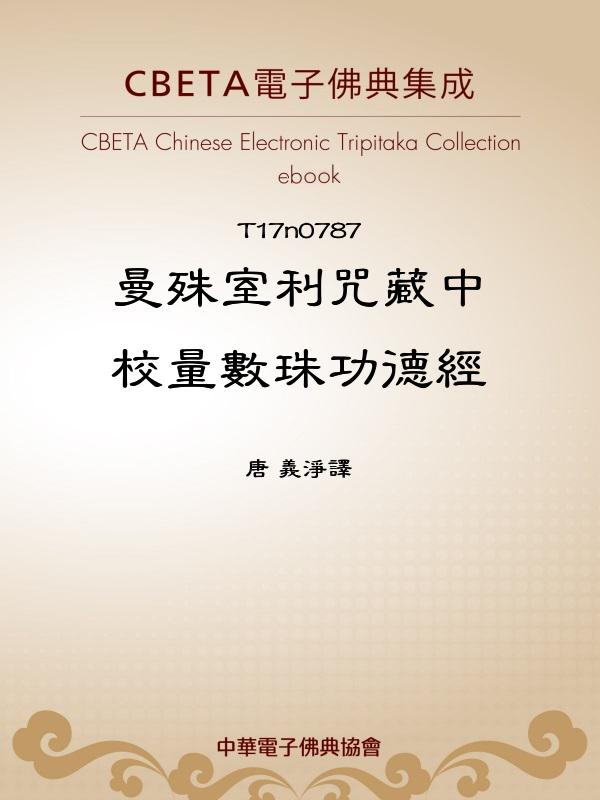 CBETA電子佛典集成
CBETA Chinese Electronic Tripitaka Collection
ebook
T17n0787
曼殊室利咒藏中
校量數珠功德經
唐 義淨譯
中華電子佛典協會